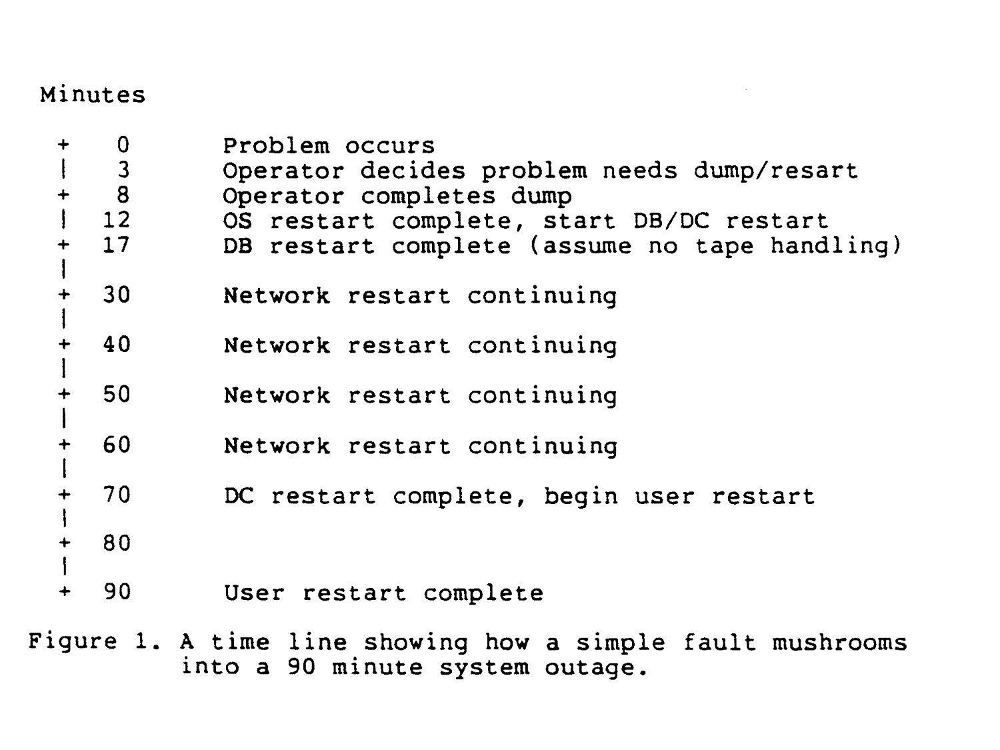 Minutes
+ 0 Problem occurs
| 3 Operator decides problem needs dump/resart
+ 8 Operator completes dump
| 12 OS restart complete, start DB/DC restart
+ 17 DB restart complete (assume no tape handling)
|
+ 30 Network restart continuing
|
+ 40 Network restart continuing
|
+ 50 Network restart continuing
|
+ 60 Network restart continuing
|
+ 70 DC restart complete, begin user restart
|
+ 80
|
+ 90 User restart complete
Figure 1. A time line showing how a simple fault mushrooms
into a 90 minute system outage.